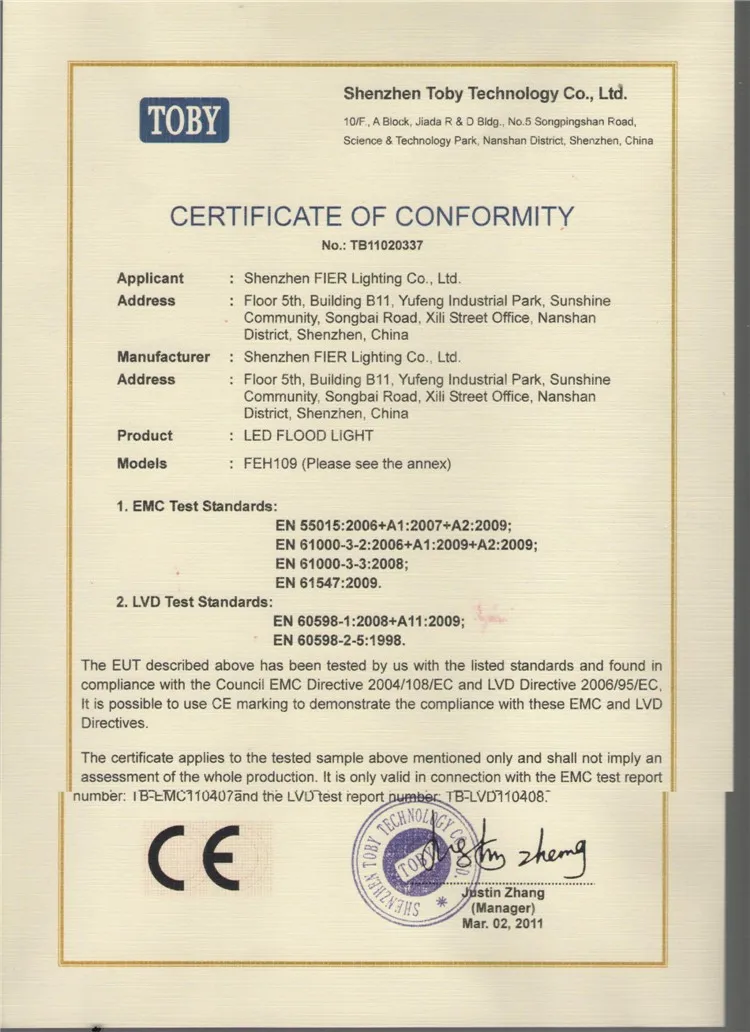 TOBY
Shenzhen Toby Technology Co., Ltd.
10/F., A Block, Jiada R & D Bldg., No.5 Songpingshan Road,
Science & Technology Park, Nanshan District, Shenzhen, China
CERTIFICATE OF CONFORMITY
No.: TB11020337
Applicant : Shenzhen FIER Lighting Co., Ltd.
Address : Floor 5th, Building B11, Yufeng Industrial Park, Sunshine
Community, Songbai Road, Xili Street Office, Nanshan
District, Shenzhen, China
Manufacturer : Shenzhen FIER Lighting Co., Ltd.
Address : Floor 5th, Building B11, Yufeng Industrial Park, Sunshine
Community, Songbai Road, Xili Street Office, Nanshan
District, Shenzhen, China
Product : LED FLOOD LIGHT
Models : FEH109 (Please see the annex)
1. EMC Test Standards:
EN 55015:2006+A1:2007+A2:2009;
EN 61000-3-2:2006+A1:2009+A2:2009;
EN 61000-3-3:2008;
EN 61547:2009.
2. LVD Test Standards:
EN 60598-1:2008+A11:2009;
EN 60598-2-5:1998.
The EUT described above has been tested by us with the listed standards and found in
compliance with the Council EMC Directive 2004/108/EC and LVD Directive 2006/95/EC,
It is possible to use CE marking to demonstrate the compliance with these EMC and LVD
Directives.
The certificate applies to the tested sample above mentioned only and shall not imply an
assessment of the whole production. It is only valid in connection with the EMC test report
number: TB-EMC110407and the LVD test report number: TB-LVD110408.
CE
SHENZHEN TOBY TECHNOLOGY CO., LTD.
TOBY
Justin Zhang
(Manager)
Mar. 02, 2011